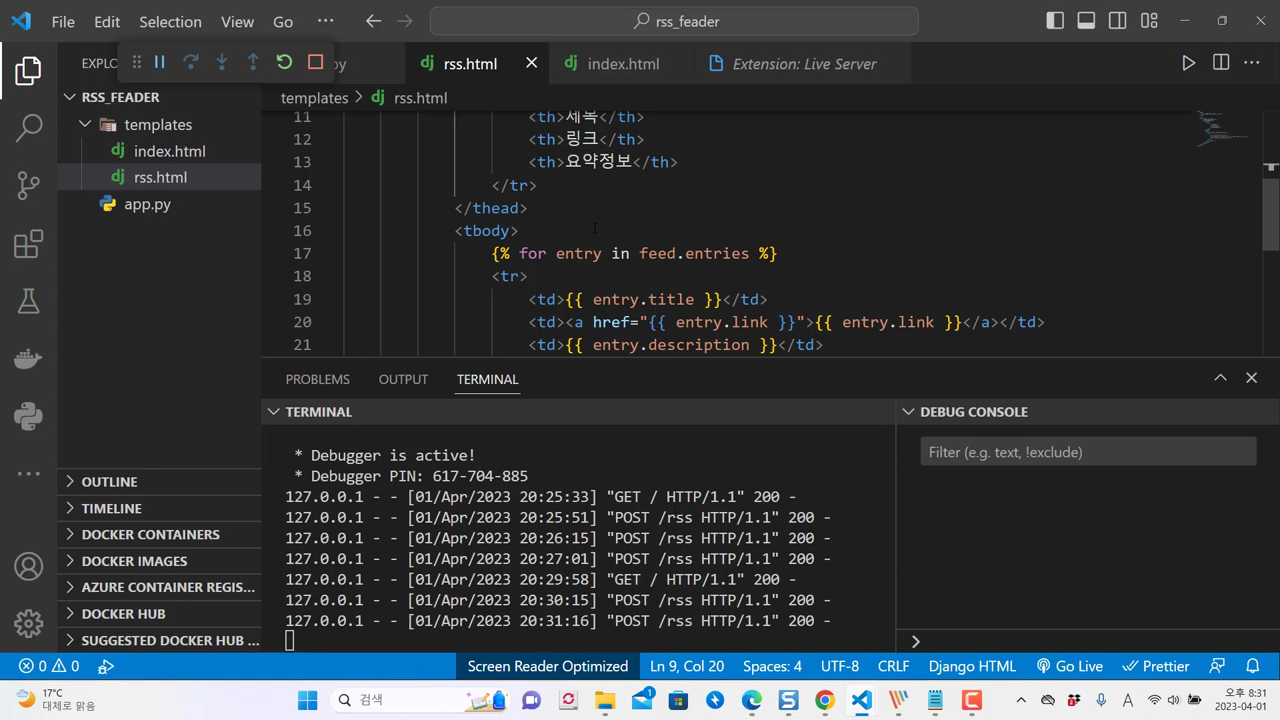 File Edit Selection View Go ··· rss_feader
EXPLO py rss.html index.html Extension: Live Server
RSS_FEADER
templates
index.html
rss.html
app.py
OUTLINE
TIMELINE
DOCKER CONTAINERS
DOCKER IMAGES
AZURE CONTAINER REGIS...
DOCKER HUB
SUGGESTED DOCKER HUB ...
templates > rss.html
11 <th>제목</th>
12 <th>링크</th>
13 <th>요약정보</th>
14 </tr>
15 </thead>
16 <tbody>
17 {% for entry in feed.entries %}
18 <tr>
19 <td>{{ entry.title }}</td>
20 <td><a href="{{ entry.link }}">{{ entry.link }}</a></td>
21 <td>{{ entry.description }}</td>
PROBLEMS OUTPUT TERMINAL
TERMINAL
* Debugger is active!
* Debugger PIN: 617-704-885
127.0.0.1 - - [01/Apr/2023 20:25:33] "GET / HTTP/1.1" 200 -
127.0.0.1 - - [01/Apr/2023 20:25:51] "POST /rss HTTP/1.1" 200 -
127.0.0.1 - - [01/Apr/2023 20:26:15] "POST /rss HTTP/1.1" 200 -
127.0.0.1 - - [01/Apr/2023 20:27:01] "POST /rss HTTP/1.1" 200 -
127.0.0.1 - - [01/Apr/2023 20:29:58] "GET / HTTP/1.1" 200 -
127.0.0.1 - - [01/Apr/2023 20:30:15] "POST /rss HTTP/1.1" 200 -
127.0.0.1 - - [01/Apr/2023 20:31:16] "POST /rss HTTP/1.1" 200 -
DEBUG CONSOLE
Filter (e.g. text, !exclude)
0 0 Screen Reader Optimized Ln 9, Col 20 Spaces: 4 UTF-8 CRLF Django HTML Go Live Prettier
17°C
대체로 맑음
검색
1
A
오후 8:31
2023-04-01